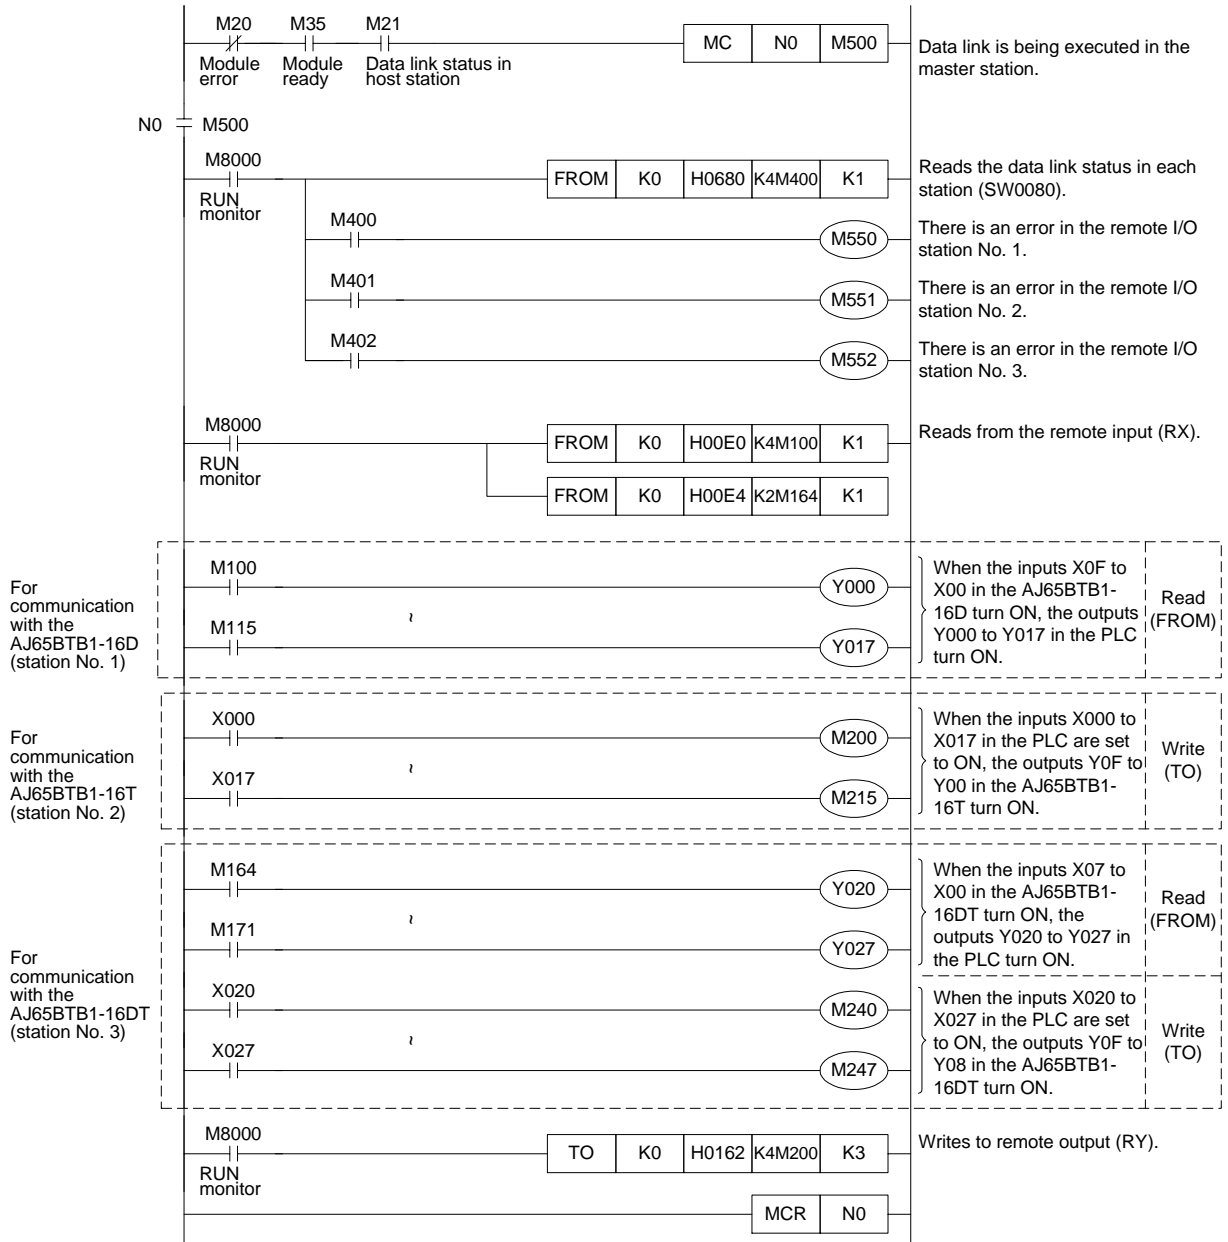 M20 M35 M21
MC N0 M500
Module error
Module ready
Data link status in host station
Data link is being executed in the
master station.
N0 M500
M8000
FROM K0 H0680 K4M400 K1
RUN
monitor
Reads the data link status in each
station (SW0080).
M400
M550
There is an error in the remote I/O
station No. 1.
M401
M551
There is an error in the remote I/O
station No. 2.
M402
M552
There is an error in the remote I/O
station No. 3.
M8000
FROM K0 H00E0 K4M100 K1
Reads from the remote input (RX).
RUN
monitor
FROM K0 H00E4 K2M164 K1
For
communication
with the
AJ65BTB1-16D
(station No. 1)
M100
Y000
~
M115
Y017
When the inputs X0F to
X00 in the AJ65BTB1-
16D turn ON, the outputs
Y000 to Y017 in the PLC
turn ON.
Read
(FROM)
For
communication
with the
AJ65BTB1-16T
(station No. 2)
X000
M200
~
X017
M215
When the inputs X000 to
X017 in the PLC are set
to ON, the outputs Y0F to
Y00 in the AJ65BTB1-
16T turn ON.
Write
(TO)
For
communication
with the
AJ65BTB1-16DT
(station No. 3)
M164
Y020
~
M171
Y027
When the inputs X07 to
X00 in the AJ65BTB1-
16DT turn ON, the
outputs Y020 to Y027 in
the PLC turn ON.
Read
(FROM)
X020
M240
~
X027
M247
When the inputs X020 to
X027 in the PLC are set
to ON, the outputs Y0F to
Y08 in the AJ65BTB1-
16DT turn ON.
Write
(TO)
M8000
TO K0 H0162 K4M200 K3
Writes to remote output (RY).
RUN
monitor
MCR N0